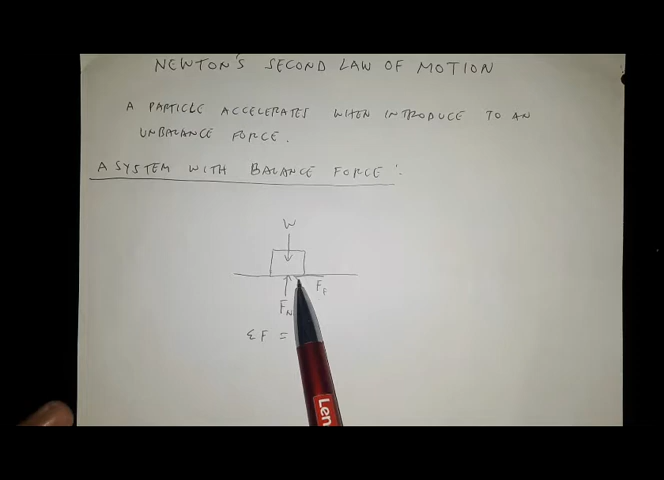 NEWTON'S SECOND LAW OF MOTION
A PARTICLE ACCELERATES WHEN INTRODUCE TO AN
UNBALANCE FORCE.
A SYSTEM WITH BALANCE FORCE :
W
F_F
F_N
ΣF =
Len